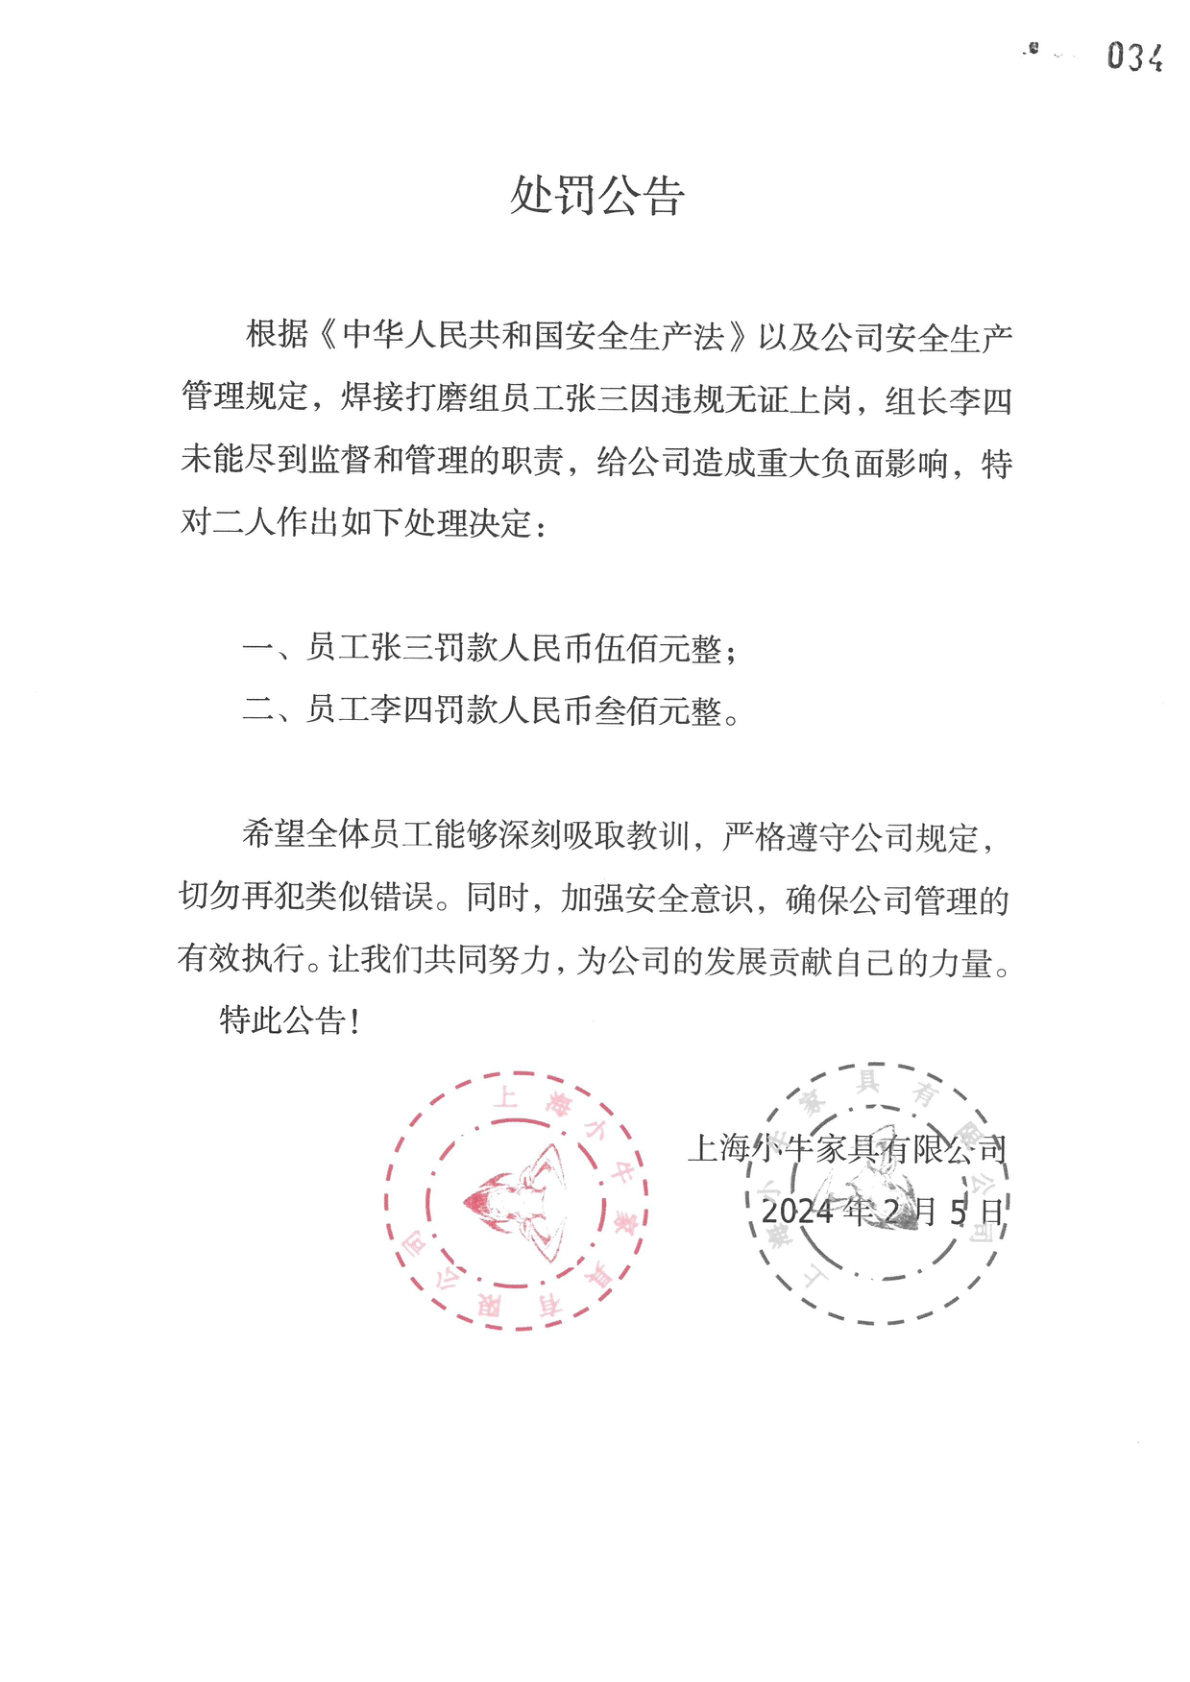 034
处罚公告
根据《中华人民共和国安全生产法》以及公司安全生产
管理规定，焊接打磨组员工张三因违规无证上岗，组长李四
未能尽到监督和管理的职责，给公司造成重大负面影响，特
对二人作出如下处理决定：
一、员工张三罚款人民币伍佰元整；
二、员工李四罚款人民币叁佰元整。
希望全体员工能够深刻吸取教训，严格遵守公司规定，
切勿再犯类似错误。同时，加强安全意识，确保公司管理的
有效执行。让我们共同努力，为公司的发展贡献自己的力量。
特此公告！
上海小牛家具有限公司
上海小牛家具有限公司
上海小牛家具有限公司
2024年2月5日